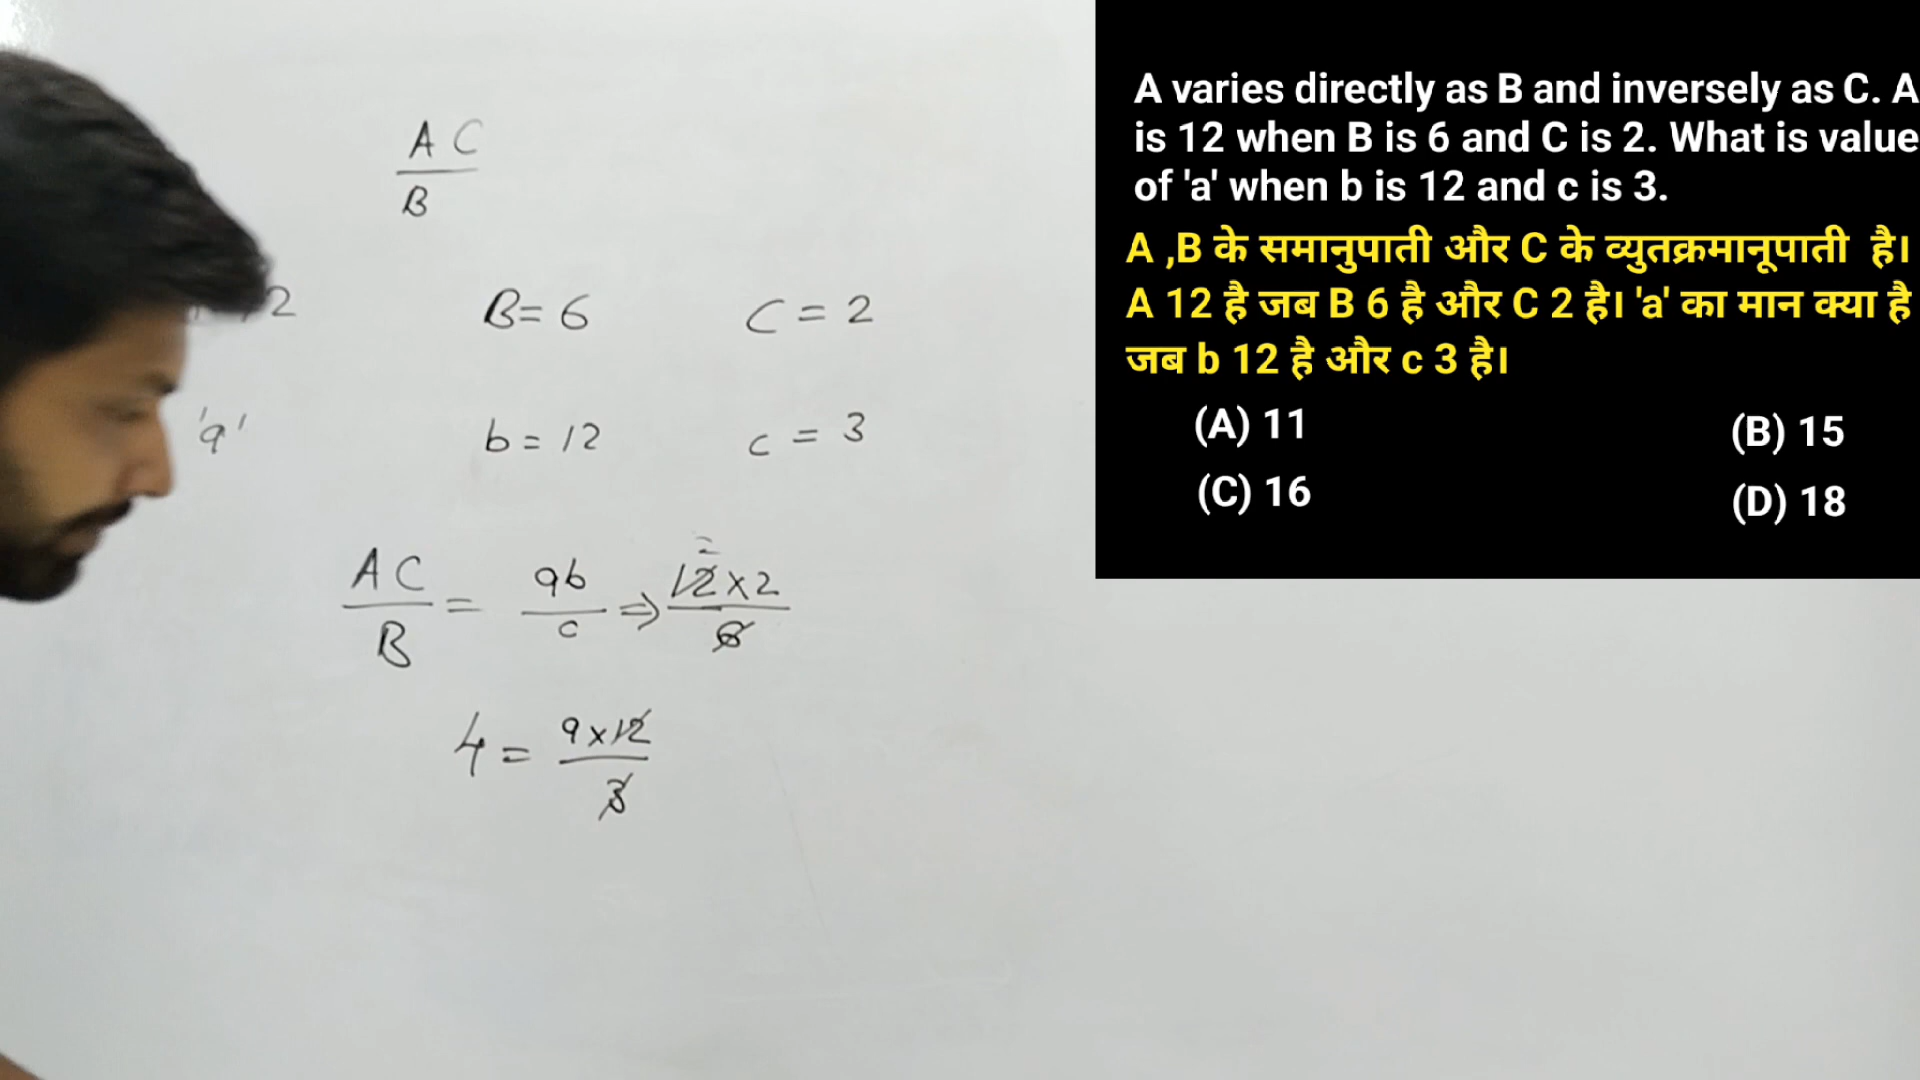 A C
B
2 B= 6 C = 2
'a' b = 12 c = 3
AC/B = ab/c ⇒ 12x2/6
2
4 = a x 12/3
A varies directly as B and inversely as C. A
is 12 when B is 6 and C is 2. What is value
of 'a' when b is 12 and c is 3.
A ,B के समानुपाती और C के व्युतक्रमानूपाती है।
A 12 है जब B 6 है और C 2 है। 'a' का मान क्या है
जब b 12 है और c 3 है।
(A) 11 (B) 15
(C) 16 (D) 18